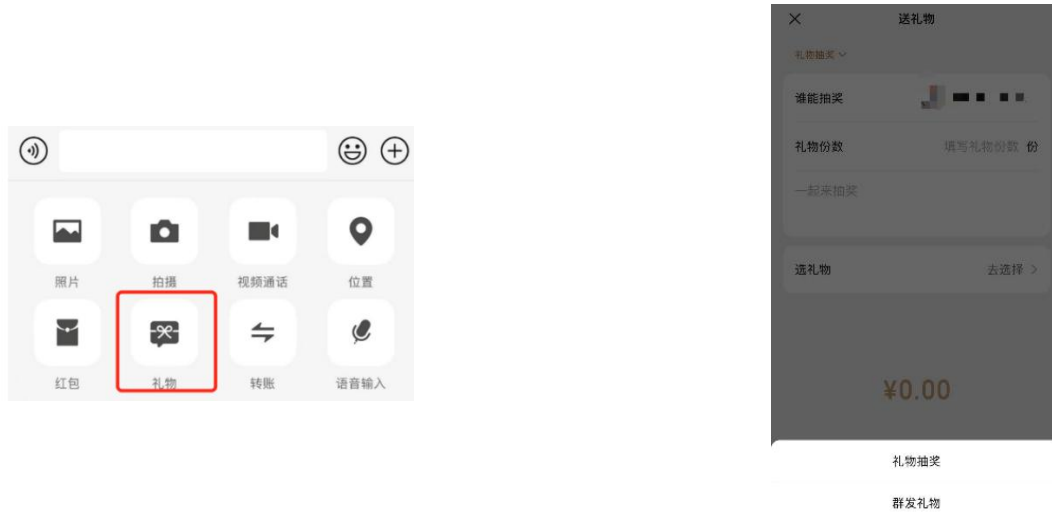 照片 拍摄 视频通话 位置
红包 礼物 转账 语音输入
送礼物
礼物抽奖
谁能抽奖
礼物份数 填写礼物份数 份
一起来抽奖
选礼物 去选择
¥0.00
礼物抽奖
群发礼物